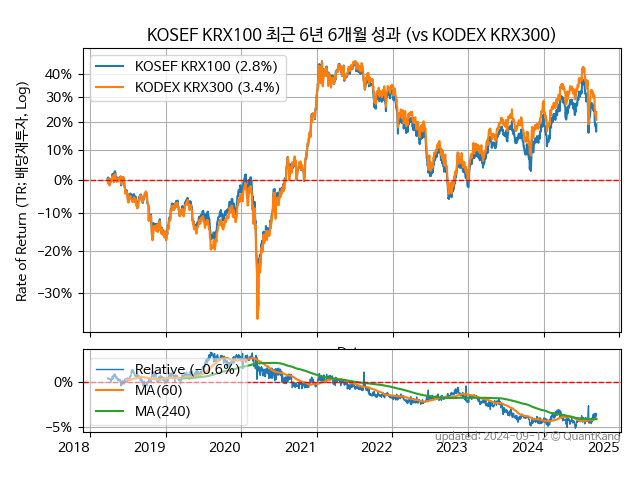 KOSEF KRX100 최근 6년 6개월 성과 (vs KODEX KRX300)
Rate of Return (TR: 배당재투자, Log)
40%
30%
20%
10%
0%
-10%
-30%
KOSEF KRX100 (2.8%)
KODEX KRX300 (3.4%)
0%
-5%
Relative (-0.6%)
MA(60)
MA(240)
updated: 2024-09-12 © QuantKang
2018 2019 2020 2021 2022 2023 2024 2025